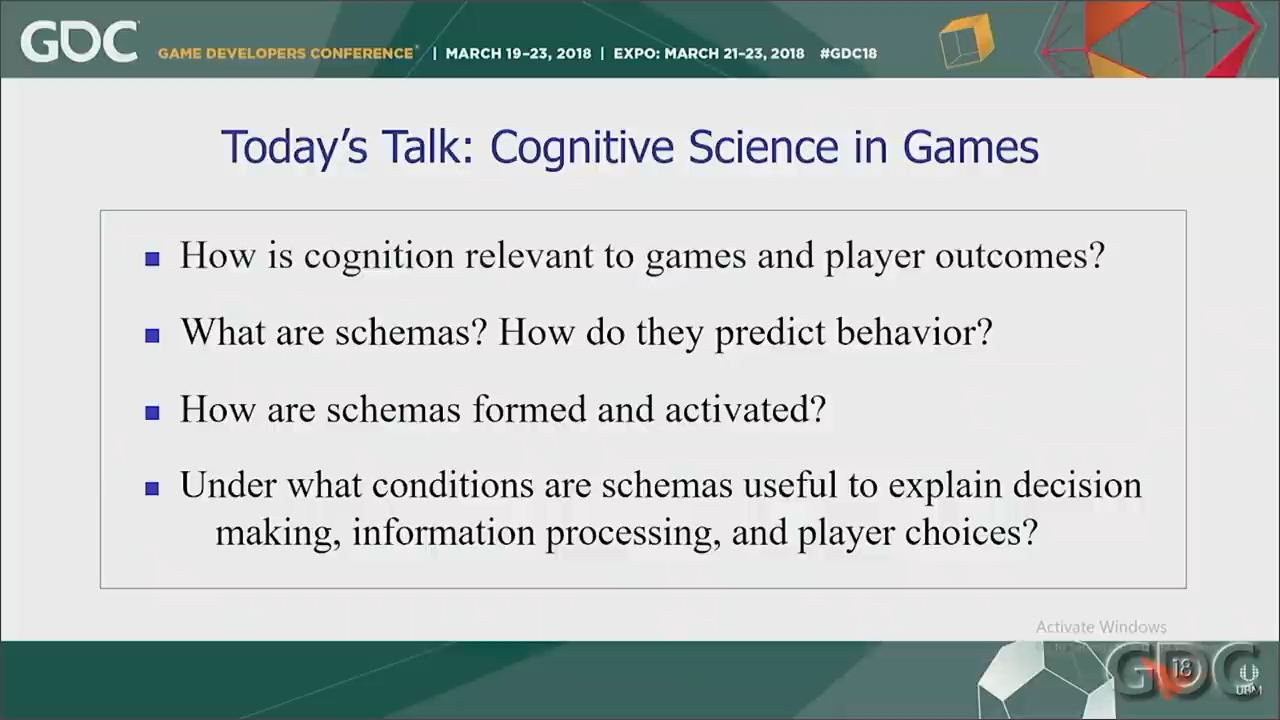 GDC GAME DEVELOPERS CONFERENCE® | MARCH 19–23, 2018 | EXPO: MARCH 21–23, 2018 #GDC18
Today's Talk: Cognitive Science in Games
How is cognition relevant to games and player outcomes?
What are schemas? How do they predict behavior?
How are schemas formed and activated?
Under what conditions are schemas useful to explain decision
making, information processing, and player choices?
Activate Windows
GDC
18
UBM